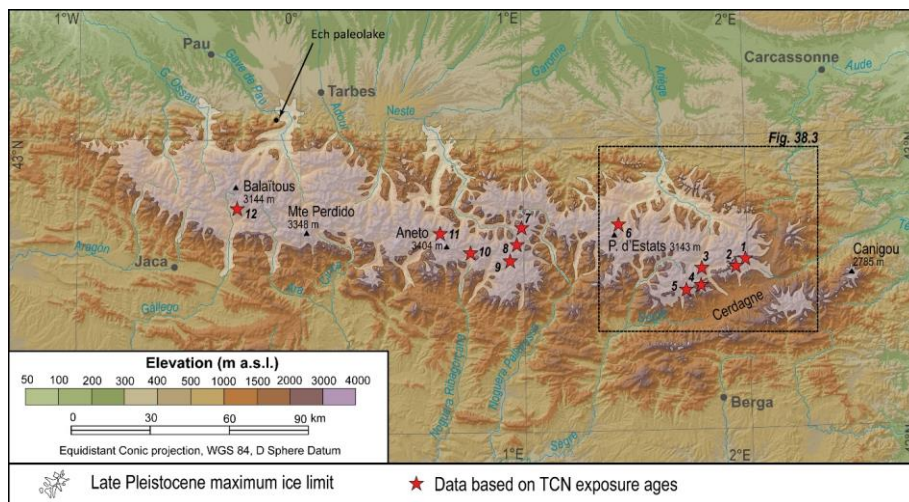 1°W
0°
1°E
2°E
Ech paleolake
Pau
Gave de Pau
G. Ossau
Tarbes
Adour
Neste
Garonne
Ariège
Carcassonne
Aude
43°N
43°N
Fig. 38.3
Balaïtous
3144 m
12
Mte Perdido
3348 m
Aneto
3404 m
11
10
7
8
9
6
P. d'Estats 3143 m
3
2
1
4
5
Canigou
2785 m
Cerdagne
Aragón
Jaca
Gállego
Ara
Cinca
Noguera Ribagorçana
Noguera Pallaresa
Segre
Berga
1°E
2°E
Elevation (m a.s.l.)
50 100 200 300 400 500 1000 1500 2000 3000 4000
0 30 60 90 km
Equidistant Conic projection, WGS 84, D Sphere Datum
Late Pleistocene maximum ice limit
Data based on TCN exposure ages